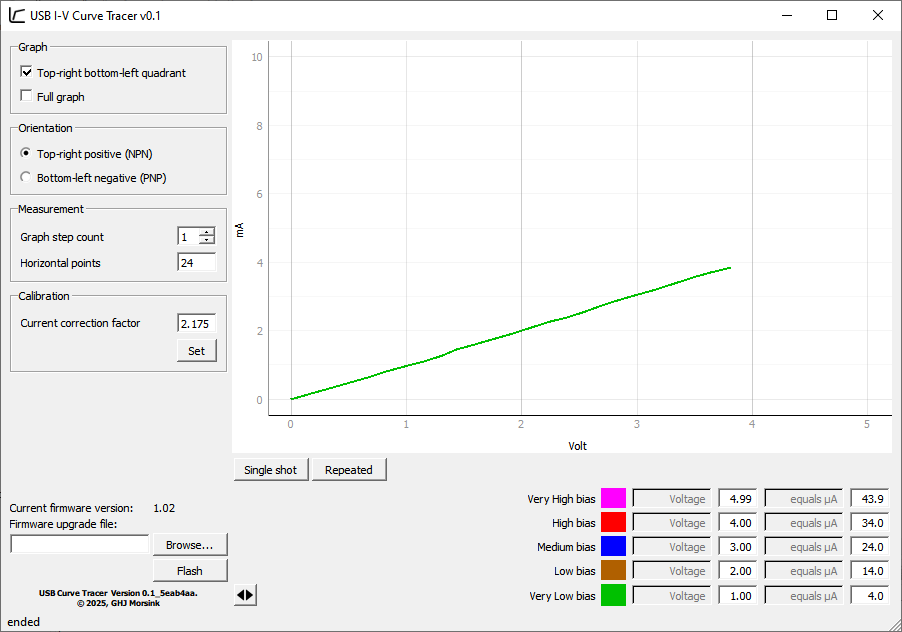 USB I-V Curve Tracer v0.1
Graph
Top-right bottom-left quadrant
Full graph
Orientation
Top-right positive (NPN)
Bottom-left negative (PNP)
Measurement
Graph step count 1
Horizontal points 24
Calibration
Current correction factor 2.175
Set
10
8
6
4
2
0
mA
0 1 2 3 4 5
Volt
Single shot Repeated
Very High bias Voltage 4.99 equals µA 43.9
High bias Voltage 4.00 equals µA 34.0
Medium bias Voltage 3.00 equals µA 24.0
Low bias Voltage 2.00 equals µA 14.0
Very Low bias Voltage 1.00 equals µA 4.0
Current firmware version: 1.02
Firmware upgrade file:
Browse...
Flash
USB Curve Tracer Version 0.1_5eab4aa.
© 2025, GHJ Morsink
ended